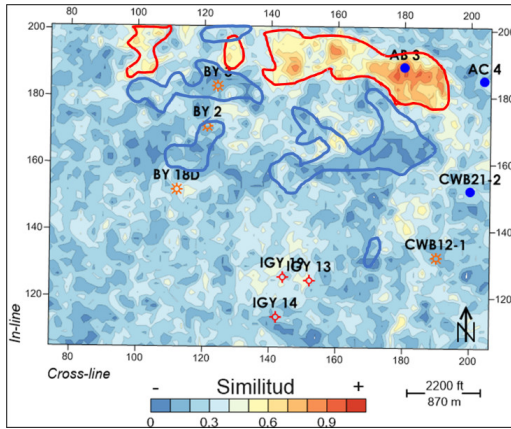 80 100 120 140 160 180 200
200 200
AB 3
BY 3
AC 4
180 180
BY 2
160 160
BY 18D
CWB21-2
140 140
CWB12-1
IGY 19 IGY 13
120 120
IGY 14
In-line
N
80 100 120 140 160 180 200
Cross-line
- Similitud +
2200 ft
870 m
0 0.3 0.6 0.9